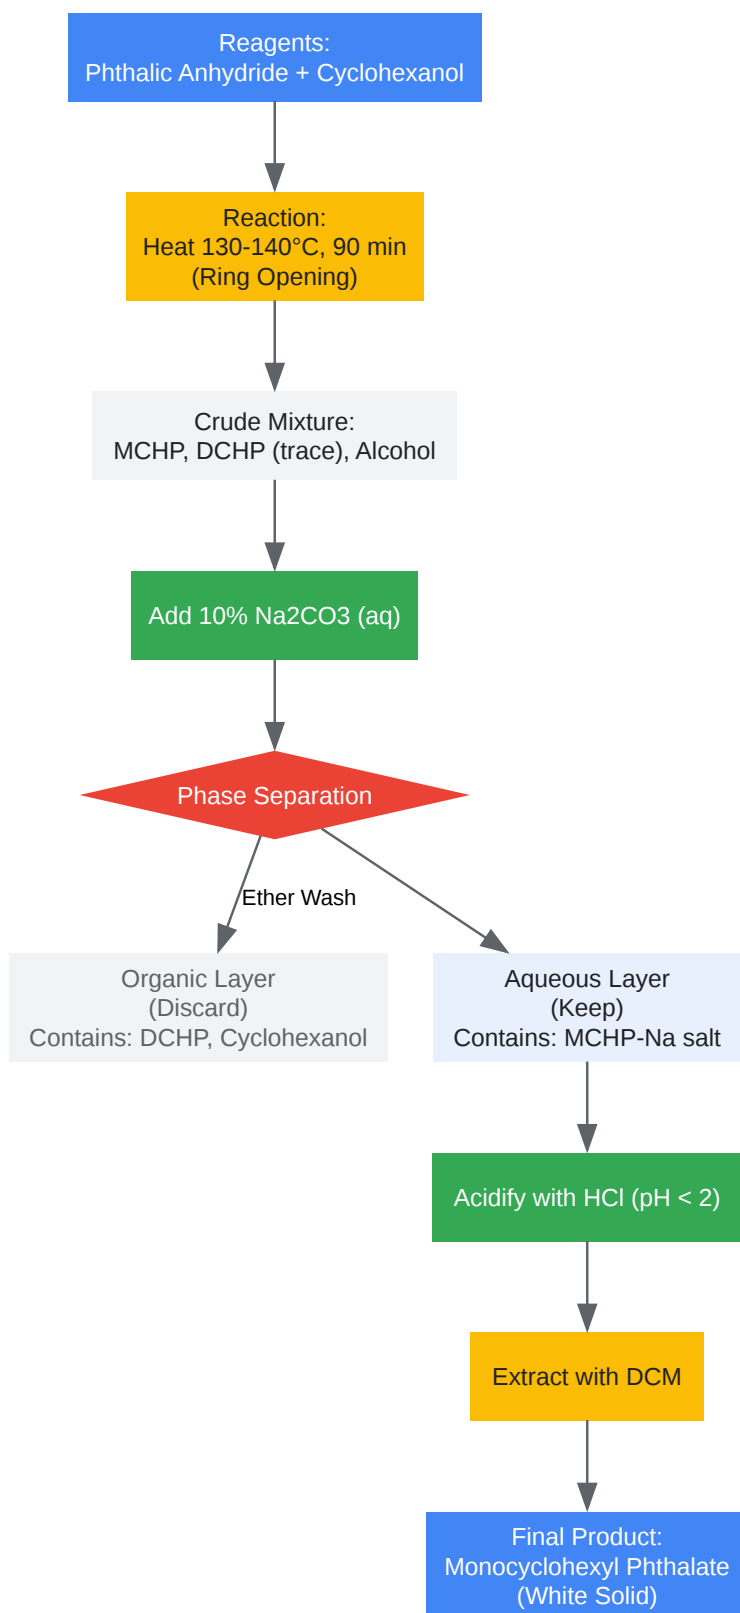 Reagents:
Phthalic Anhydride + Cyclohexanol
Reaction:
Heat 130-140°C, 90 min
(Ring Opening)
Crude Mixture:
MCHP, DCHP (trace), Alcohol
Add 10% Na2CO3 (aq)
Phase Separation
Ether Wash
Organic Layer
(Discard)
Contains: DCHP, Cyclohexanol
Aqueous Layer
(Keep)
Contains: MCHP-Na salt
Acidify with HCl (pH < 2)
Extract with DCM
Final Product:
Monocyclohexyl Phthalate
(White Solid)